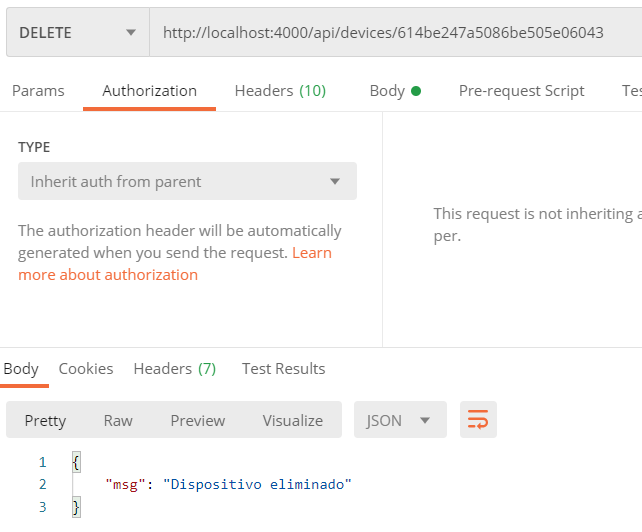 DELETE http://localhost:4000/api/devices/614be247a5086be505e06043
Params Authorization Headers (10) Body Pre-request Script Tes
TYPE
Inherit auth from parent
The authorization header will be automatically
generated when you send the request. Learn
more about authorization
This request is not inheriting a
per.
Body Cookies Headers (7) Test Results
Pretty Raw Preview Visualize JSON
1 {
2 "msg": "Dispositivo eliminado"
3 }